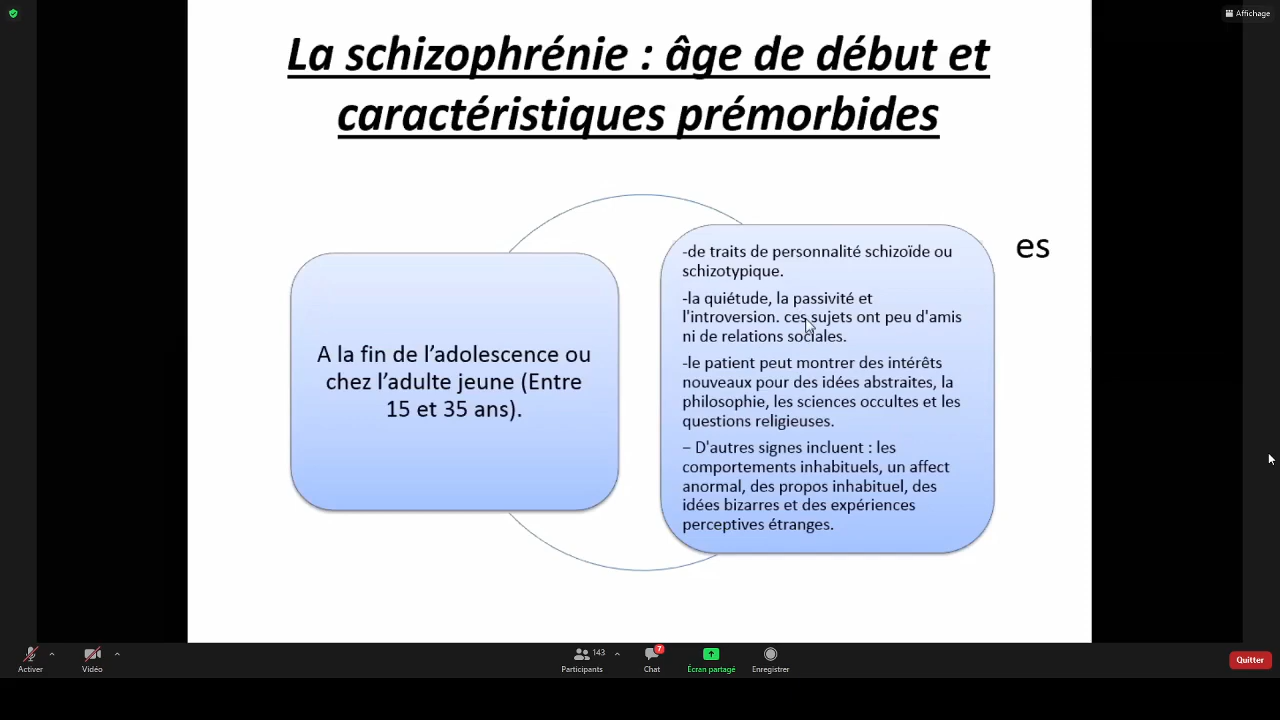 Affichage
La schizophrénie : âge de début et
caractéristiques prémorbides
es
A la fin de l’adolescence ou
chez l’adulte jeune (Entre
15 et 35 ans).
-de traits de personnalité schizoïde ou
schizotypique.
-la quiétude, la passivité et
l'introversion. ces sujets ont peu d'amis
ni de relations sociales.
-le patient peut montrer des intérêts
nouveaux pour des idées abstraites, la
philosophie, les sciences occultes et les
questions religieuses.
– D'autres signes incluent : les
comportements inhabituels, un affect
anormal, des propos inhabituel, des
idées bizarres et des expériences
perceptives étranges.
Activer
Vidéo
143
Participants
7
Chat
Écran partagé
Enregistrer
Quitter